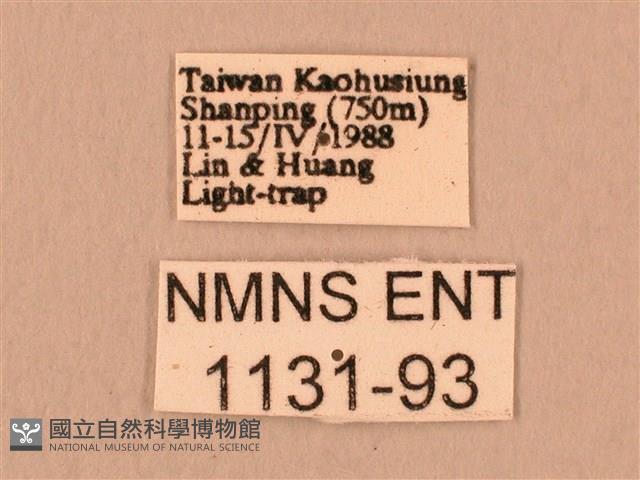 Taiwan Kaohusiung
Shanping (750m)
11-15/IV/1988
Lin & Huang
Light-trap
NMNS ENT
1131-93
國立自然科學博物館
NATIONAL MUSEUM OF NATURAL SCIENCE